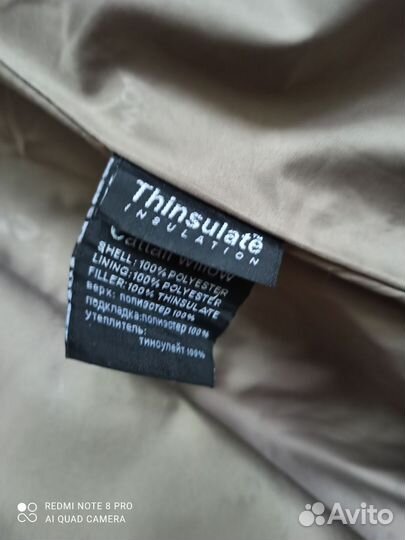 Thinsulate™
INSULATION
Cattail willow
SHELL: 100% POLYESTER
LINING: 100% POLYESTER
FILLER: 100% THINSULATE
верх: полиэстер 100%
подкладка: полиэстер 100%
утеплитель:
тинсулейт 100%
REDMI NOTE 8 PRO
AI QUAD CAMERA
Avito